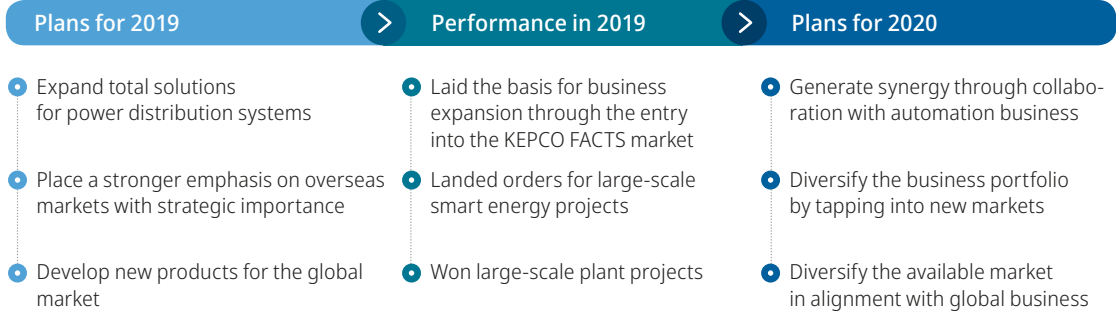 Plans for 2019
Expand total solutions
for power distribution systems
Place a stronger emphasis on overseas
markets with strategic importance
Develop new products for the global
market
Performance in 2019
Laid the basis for business
expansion through the entry
into the KEPCO FACTS market
Landed orders for large-scale
smart energy projects
Won large-scale plant projects
Plans for 2020
Generate synergy through collabo-
ration with automation business
Diversify the business portfolio
by tapping into new markets
Diversify the available market
in alignment with global business